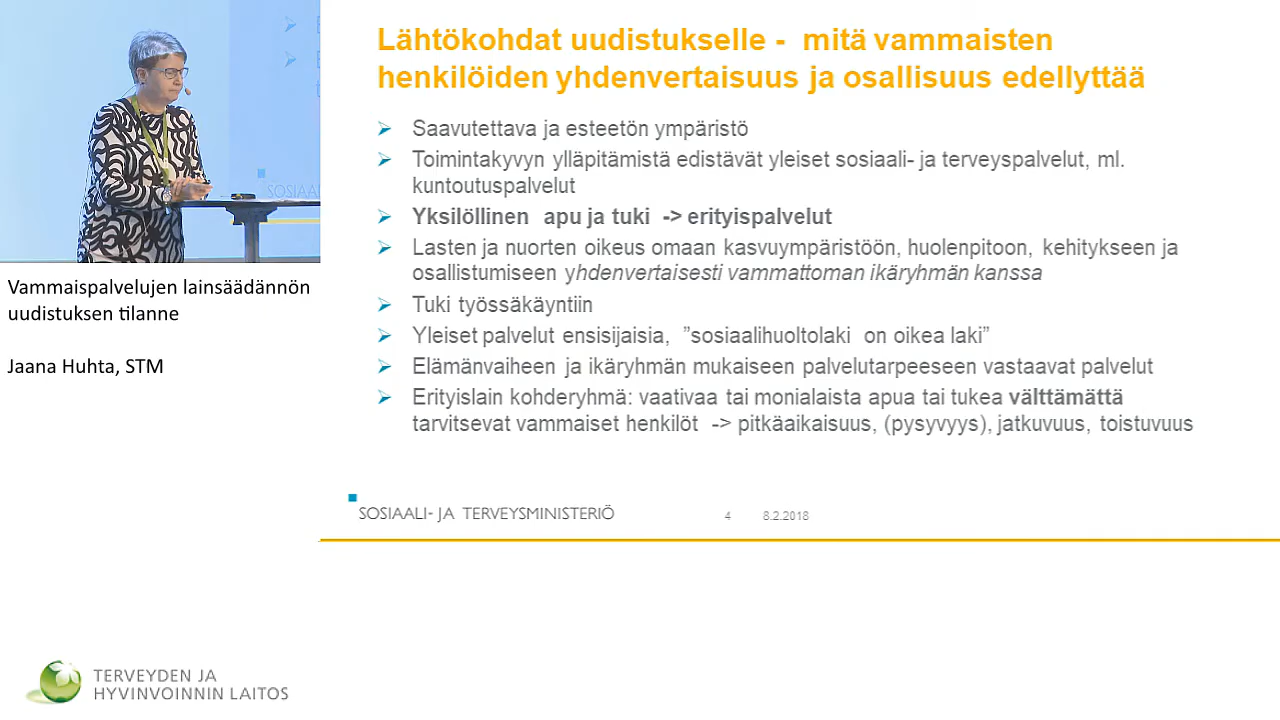 SOSIAAL
Vammaispalvelujen lainsäädännön
uudistuksen tilanne
Jaana Huhta, STM
Lähtökohdat uudistukselle - mitä vammaisten
henkilöiden yhdenvertaisuus ja osallisuus edellyttää
Saavutettava ja esteetön ympäristö
Toimintakyvyn ylläpitämistä edistävät yleiset sosiaali- ja terveyspalvelut, ml.
kuntoutuspalvelut
Yksilöllinen apu ja tuki -> erityispalvelut
Lasten ja nuorten oikeus omaan kasvuympäristöön, huolenpitoon, kehitykseen ja
osallistumiseen yhdenvertaisesti vammattoman ikäryhmän kanssa
Tuki työssäkäyntiin
Yleiset palvelut ensisijaisia, ”sosiaalihuoltolaki on oikea laki”
Elämänvaiheen ja ikäryhmän mukaiseen palvelutarpeeseen vastaavat palvelut
Erityislain kohderyhmä: vaativaa tai monialaista apua tai tukea välttämättä
tarvitsevat vammaiset henkilöt -> pitkäaikaisuus, (pysyvyys), jatkuvuus, toistuvuus
SOSIAALI- JA TERVEYSMINISTERIÖ 4 8.2.2018
TERVEYDEN JA
HYVINVOINNIN LAITOS